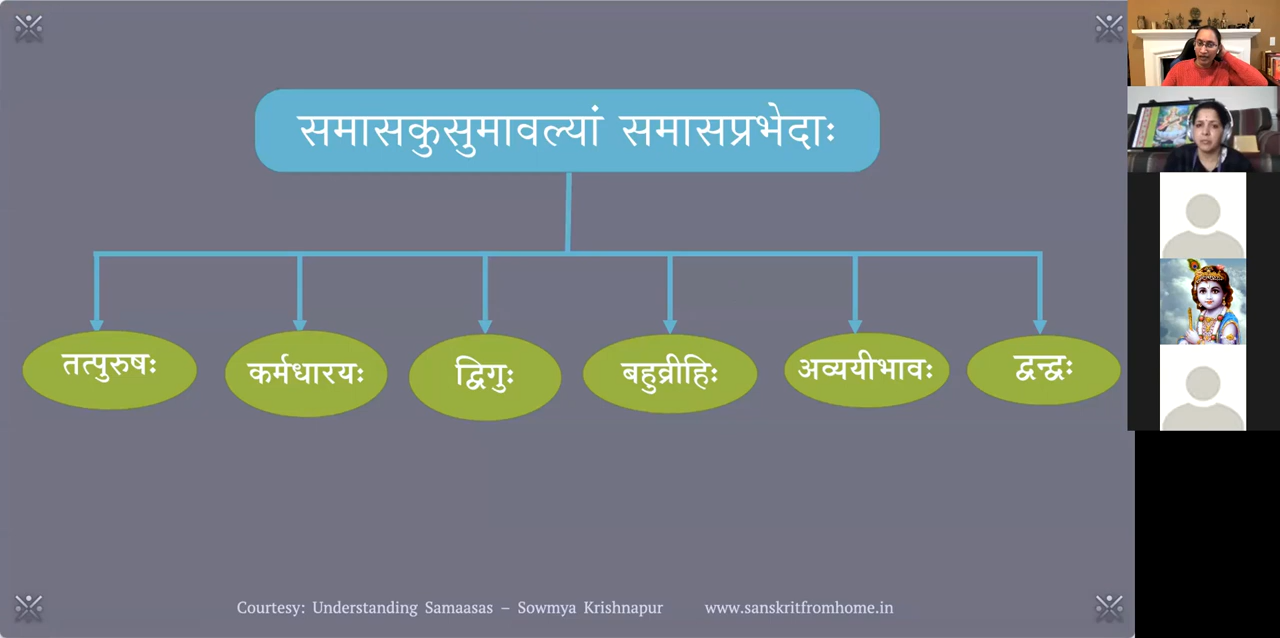 समासकुसुमावल्यां समासप्रभेदाः
तत्पुरुषः
कर्मधारयः
द्विगुः
बहुव्रीहिः
अव्ययीभावः
द्वन्द्वः
Courtesy: Understanding Samaasas – Sowmya Krishnapur www.sanskritfromhome.in